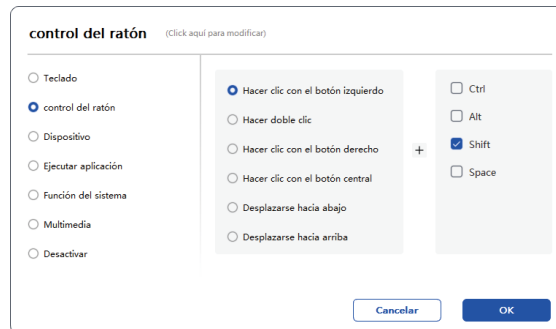 control del ratón (Click aquí para modificar)
Teclado
control del ratón
Dispositivo
Ejecutar aplicación
Función del sistema
Multimedia
Desactivar
Hacer clic con el botón izquierdo
Hacer doble clic
Hacer clic con el botón derecho
Hacer clic con el botón central
Desplazarse hacia abajo
Desplazarse hacia arriba
+
Ctrl
Alt
Shift
Space
Cancelar
OK